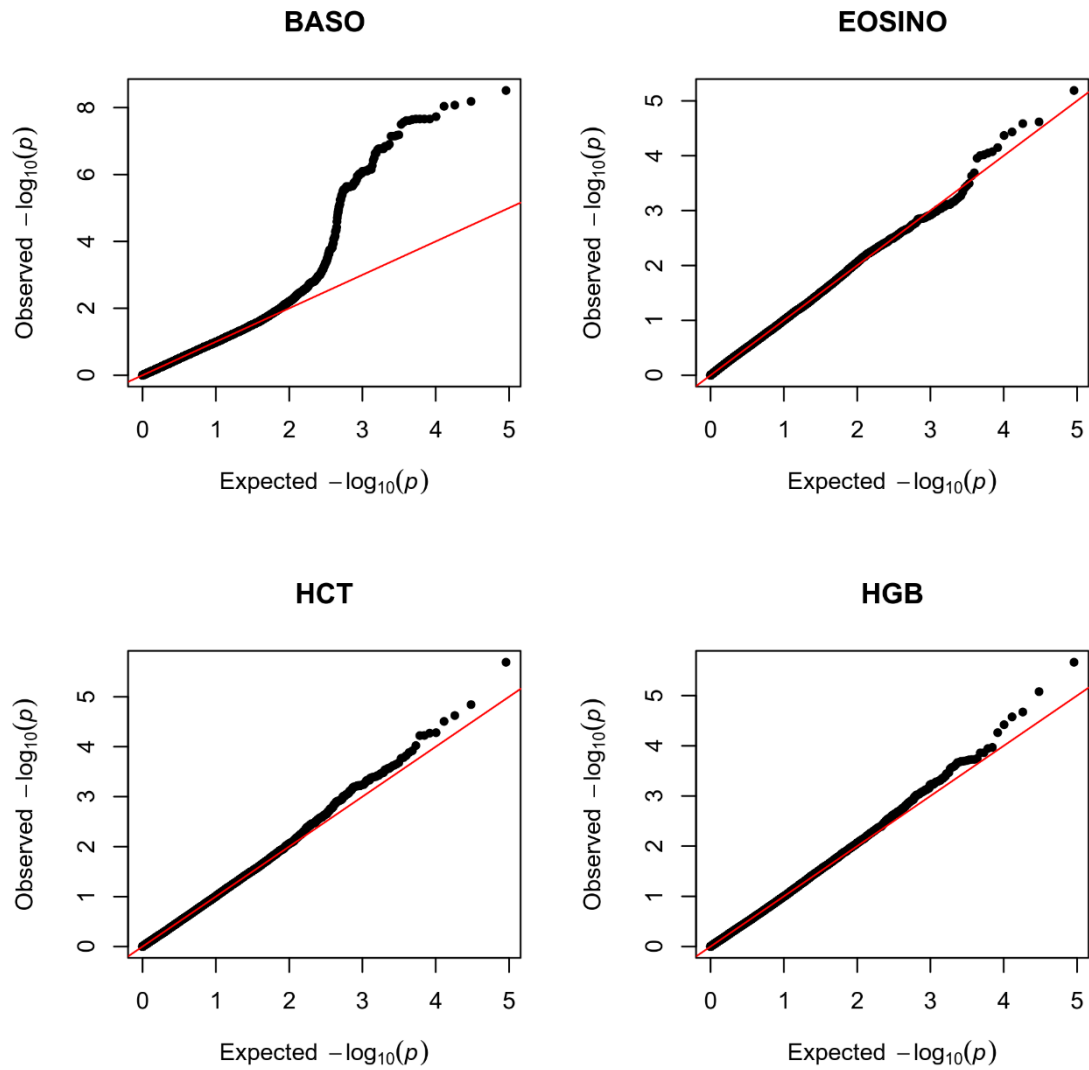 BASO
Observed −log10(p)
0 2 4 6 8
0 1 2 3 4 5
Expected −log10(p)
EOSINO
Observed −log10(p)
0 1 2 3 4 5
0 1 2 3 4 5
Expected −log10(p)
HCT
Observed −log10(p)
0 1 2 3 4 5
0 1 2 3 4 5
Expected −log10(p)
HGB
Observed −log10(p)
0 1 2 3 4 5
0 1 2 3 4 5
Expected −log10(p)